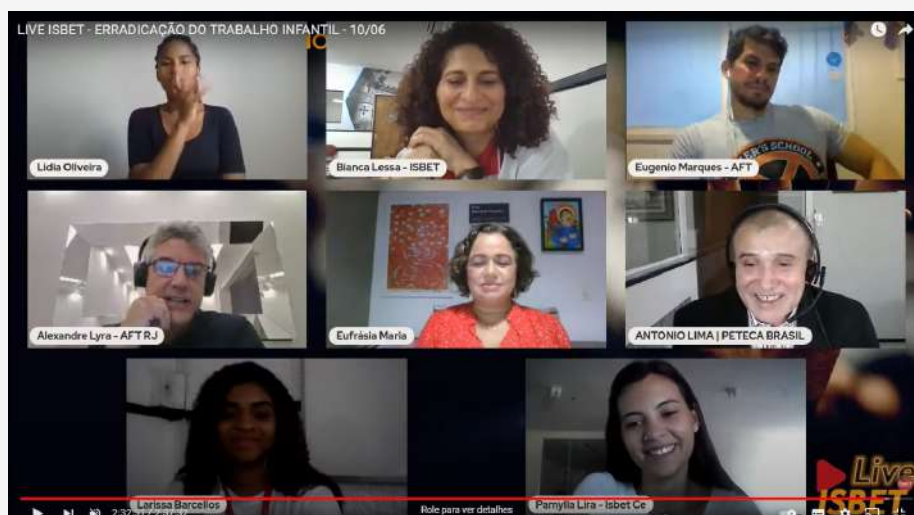 LIVE ISBET - ERRADICAÇÃO DO TRABALHO INFANTIL - 10/06
Lidia Oliveira
Bianca Lessa - ISBET
ER'S SCHOOL
Eugenio Marques - AFT
Alexandre Lyra - AFT RJ
Eufrásia Maria
ANTONIO LIMA | PETECA BRASIL
Larissa Barcellos
Pamylla Lira - Isbet Ce
Live
ISBET
Role para ver detalhes